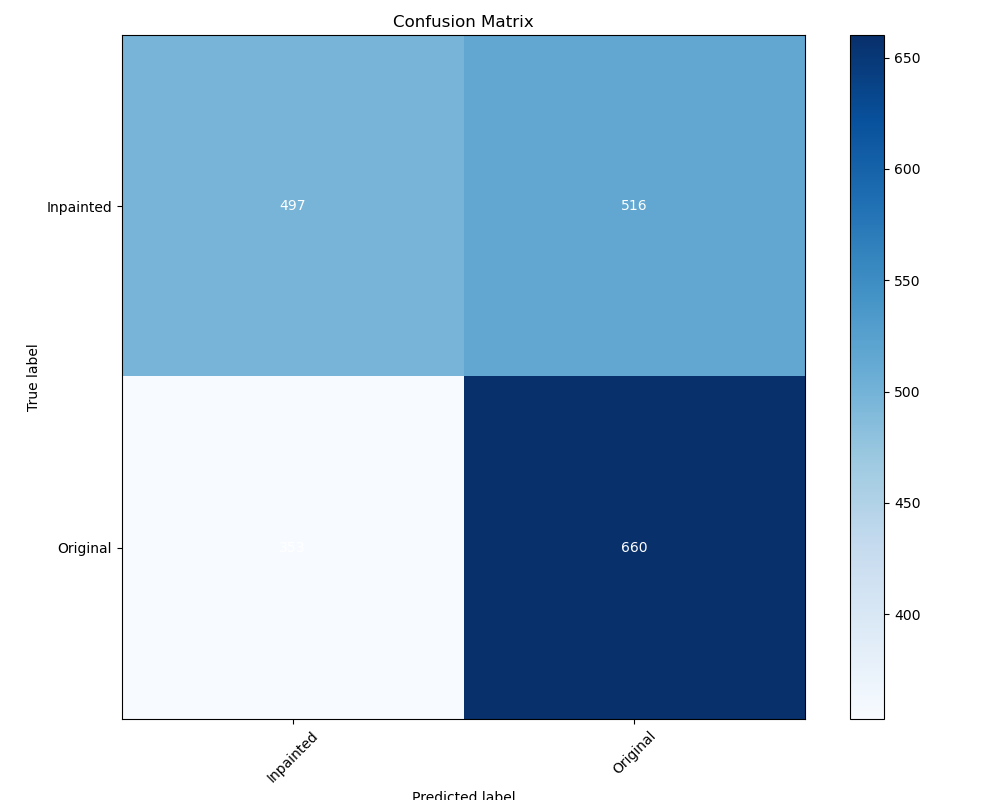 Confusion Matrix
650
600
550
500
450
400
True label
Inpainted
497
516
Original
353
660
Inpainted
Original
Predicted label